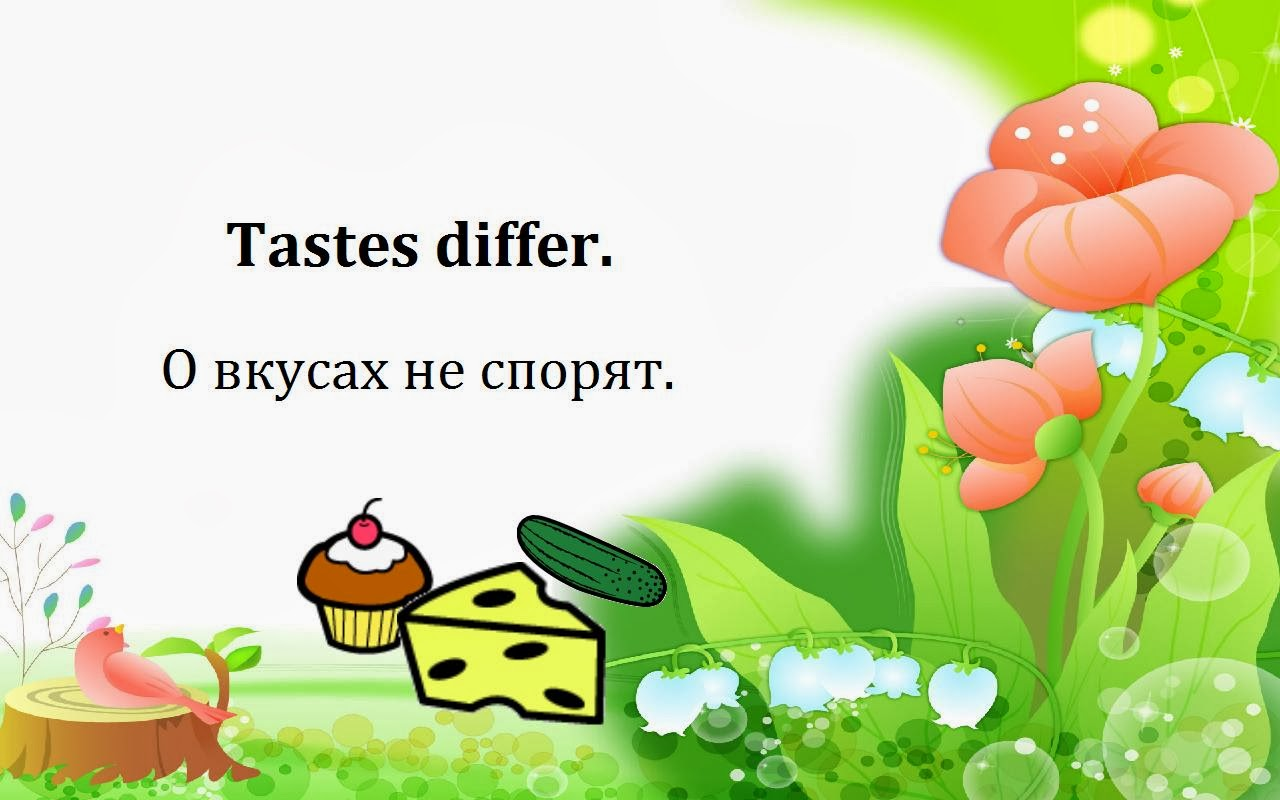 Tastes differ.
О вкусах не спорят.